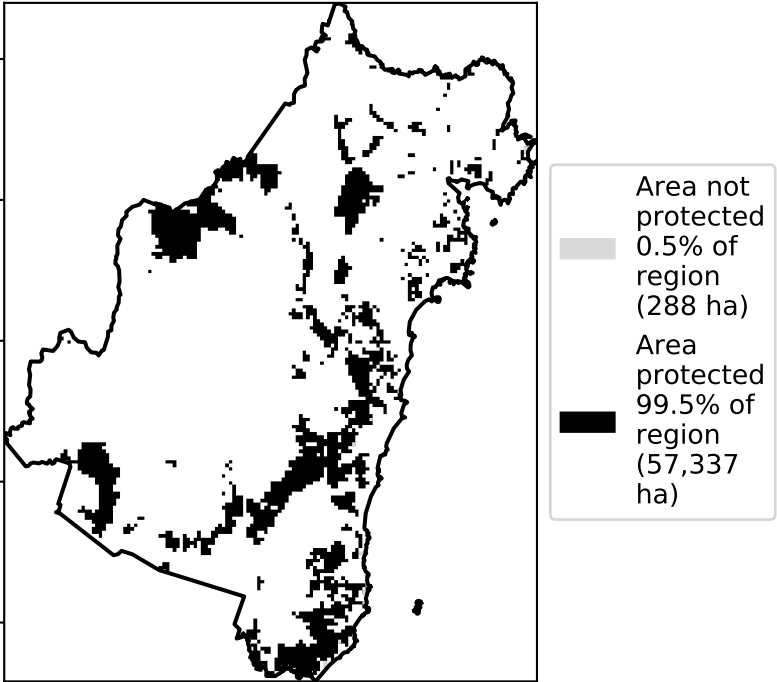 Area not
protected
0.5% of
region
(288 ha)
Area
protected
99.5% of
region
(57,337
ha)